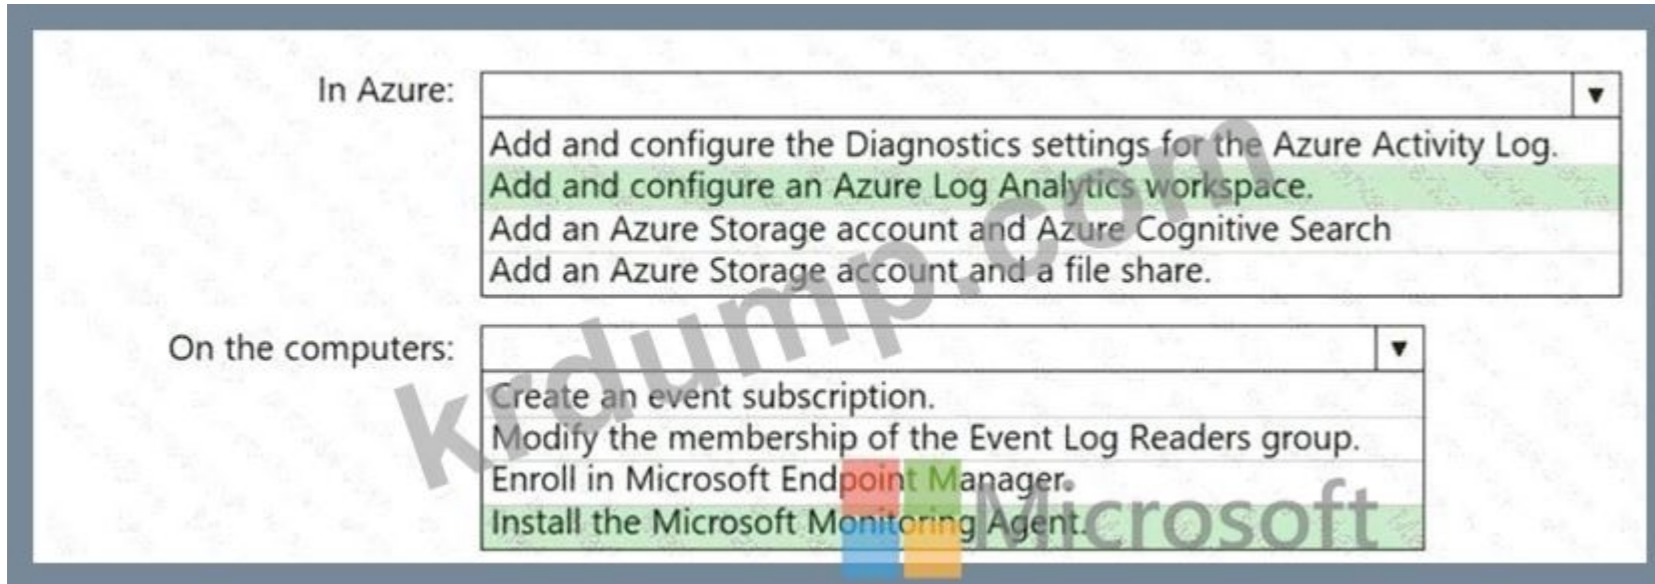 In Azure:
Add and configure the Diagnostics settings for the Azure Activity Log.
Add and configure an Azure Log Analytics workspace.
Add an Azure Storage account and Azure Cognitive Search
Add an Azure Storage account and a file share.
On the computers:
Create an event subscription.
Modify the membership of the Event Log Readers group.
Enroll in Microsoft Endpoint Manager.
Install the Microsoft Monitoring Agent.
krdump.com
Microsoft